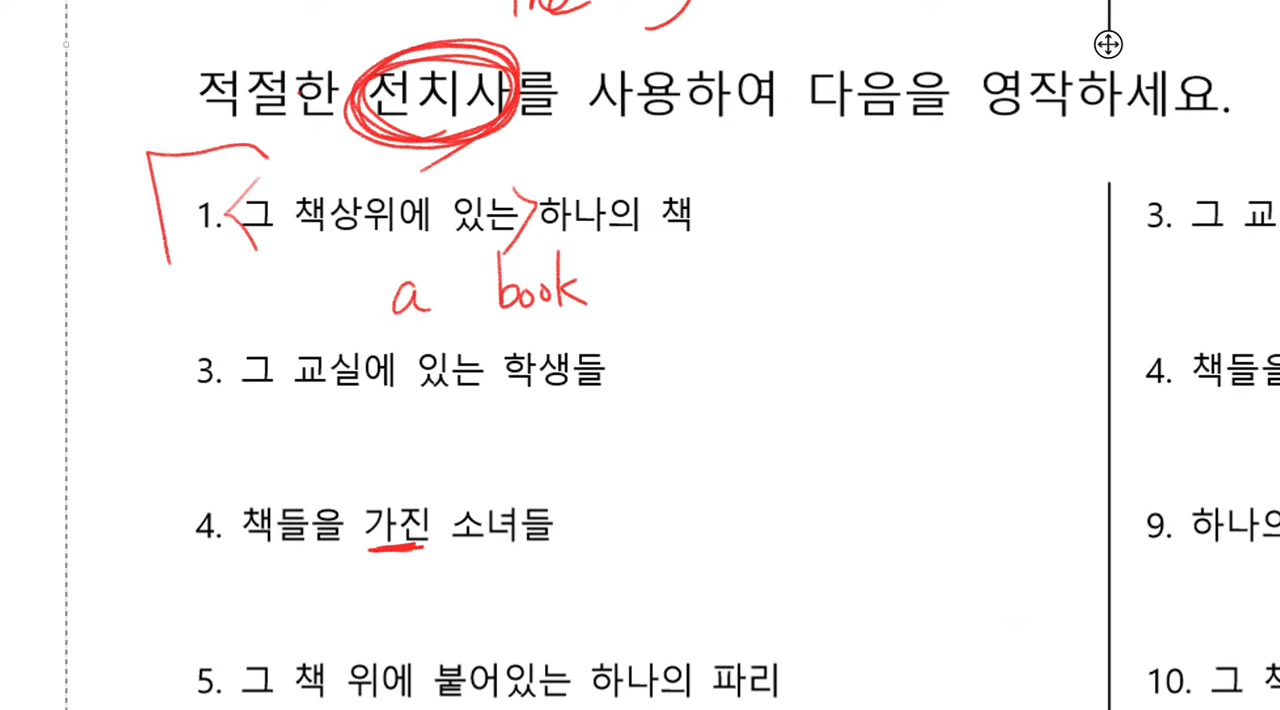 적절한 전치사를 사용하여 다음을 영작하세요.
1. 그 책상위에 있는 하나의 책
a book
3. 그 교실에 있는 학생들
4. 책들을 가진 소녀들
5. 그 책 위에 붙어있는 하나의 파리
3. 그 교
4. 책들을
9. 하나의
10. 그 책